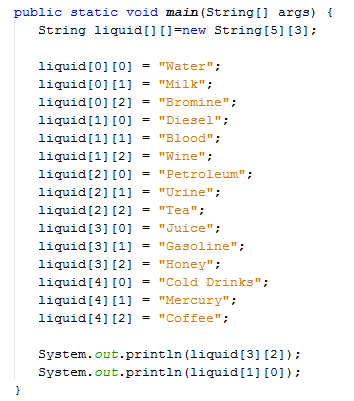 public static void main(String[] args) {
String liquid[][]=new String[5][3];
liquid[0][0] = "Water";
liquid[0][1] = "Milk";
liquid[0][2] = "Bromine";
liquid[1][0] = "Diesel";
liquid[1][1] = "Blood";
liquid[1][2] = "Wine";
liquid[2][0] = "Petroleum";
liquid[2][1] = "Urine";
liquid[2][2] = "Tea";
liquid[3][0] = "Juice";
liquid[3][1] = "Gasoline";
liquid[3][2] = "Honey";
liquid[4][0] = "Cold Drinks";
liquid[4][1] = "Mercury";
liquid[4][2] = "Coffee";
System.out.println(liquid[3][2]);
System.out.println(liquid[1][0]);
}